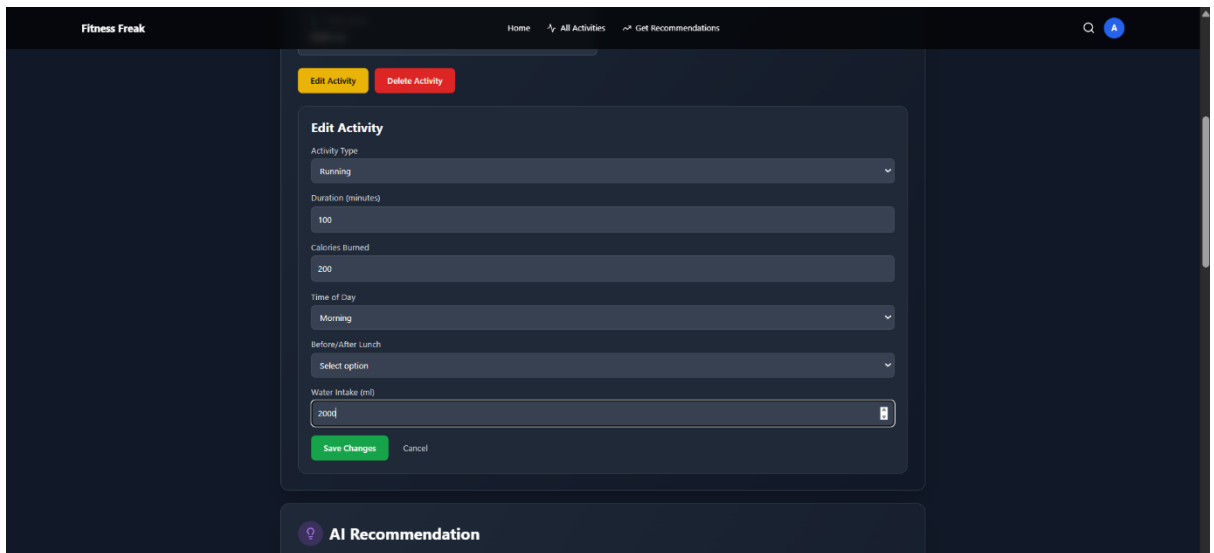 Fitness Freak
Home All Activities Get Recommendations
A
Edit Activity Delete Activity
Edit Activity
Activity Type
Running
Duration (minutes)
100
Calories Burned
200
Time of Day
Morning
Before/After Lunch
Select option
Water Intake (ml)
2000
Save Changes Cancel
AI Recommendation